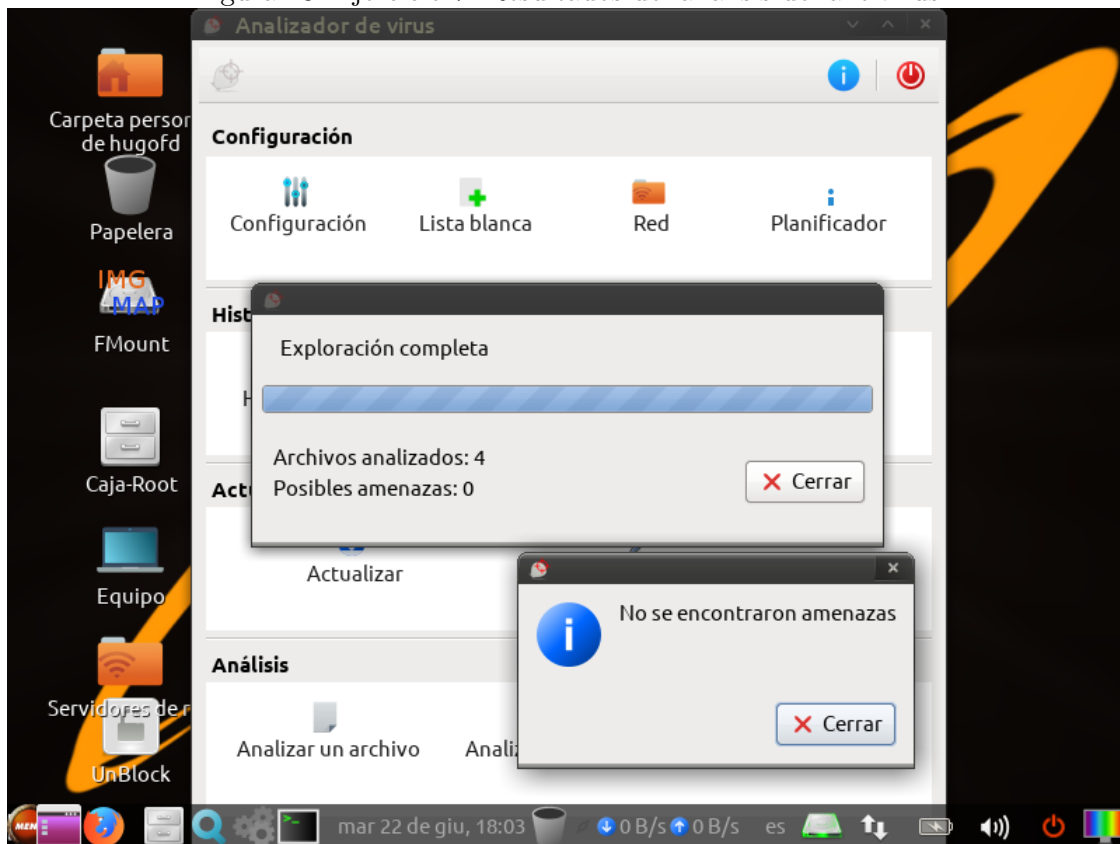 Analizador de virus
Carpeta person
de hugofd
Papelera
IMG
MAP
FMount
Caja-Root
Equipo
Servidores de r
UnBlock
Configuración
Configuración
Lista blanca
Red
Planificador
Hist
H
Exploración completa
Archivos analizados: 4
Posibles amenazas: 0
Cerrar
Act
Actualizar
No se encontraron amenazas
Cerrar
Análisis
Analizar un archivo
Anali
MENU
mar 22 de giu, 18:03
0 B/s
0 B/s
es